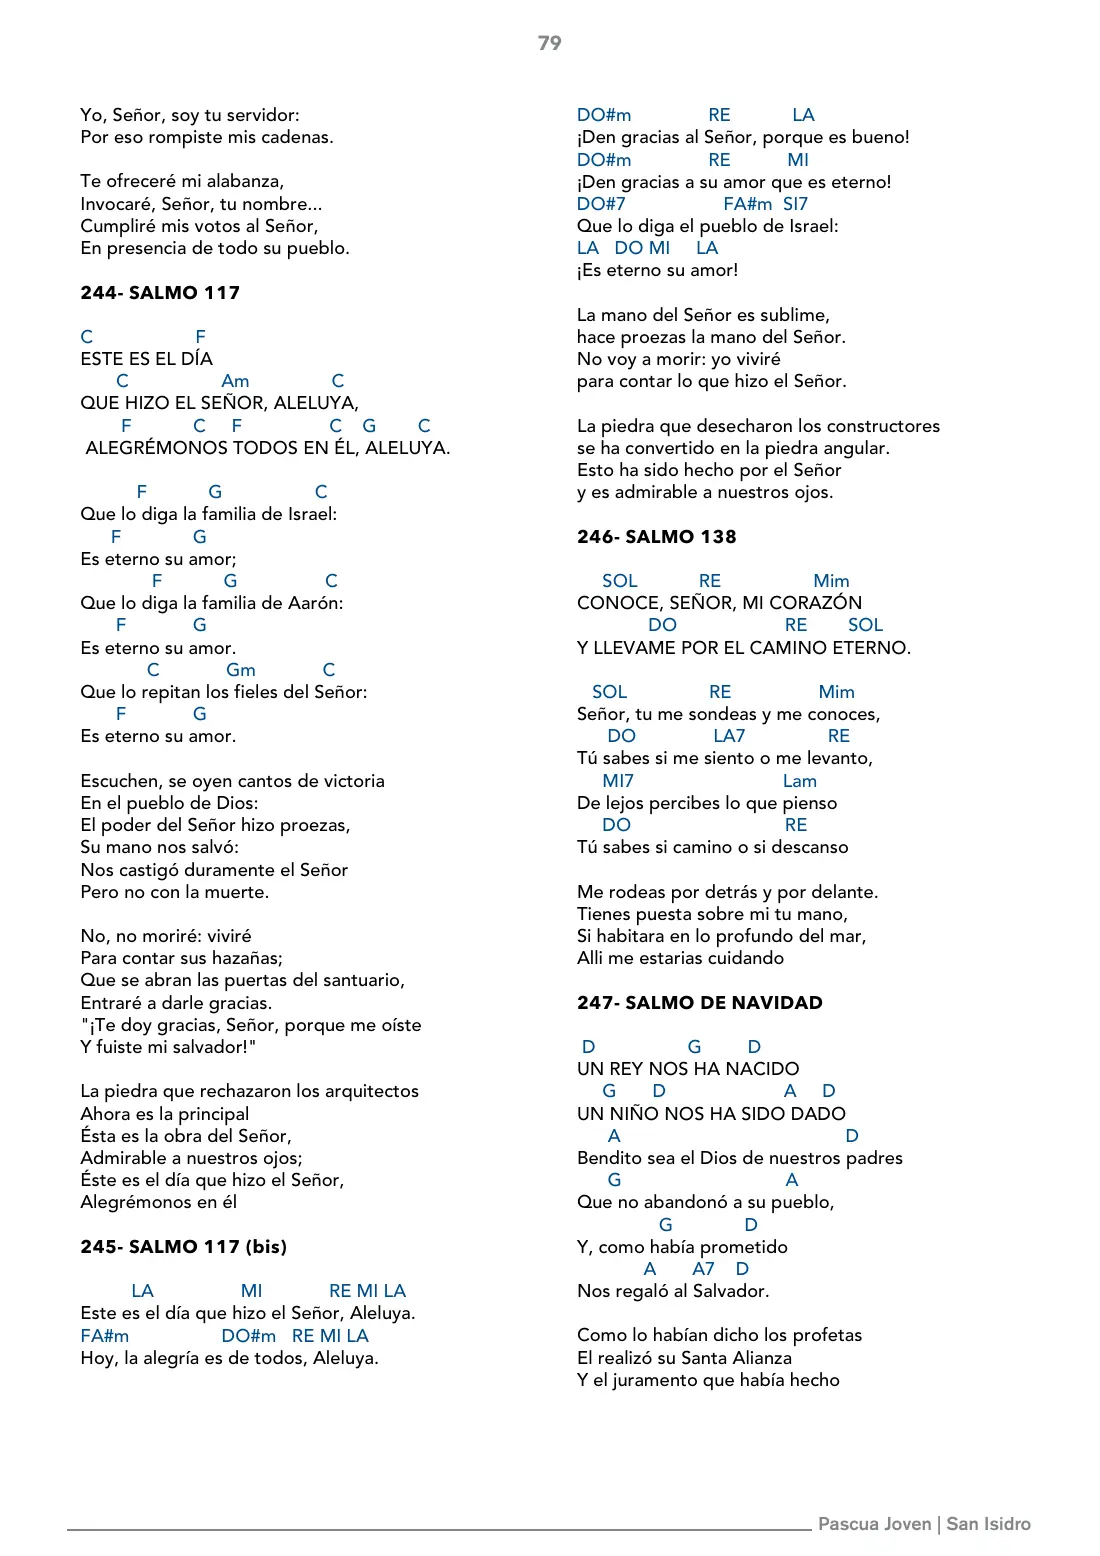 79
Yo, Señor, soy tu servidor:
Por eso rompiste mis cadenas.
Te ofreceré mi alabanza,
Invocaré, Señor, tu nombre...
Cumpliré mis votos al Señor,
En presencia de todo su pueblo.
244- SALMO 117
C F
ESTE ES EL DÍA
C Am C
QUE HIZO EL SEÑOR, ALELUYA,
F C F C G C
ALEGRÉMONOS TODOS EN ÉL, ALELUYA.
F G C
Que lo diga la familia de Israel:
F G
Es eterno su amor;
F G C
Que lo diga la familia de Aarón:
F G
Es eterno su amor.
C Gm C
Que lo repitan los fieles del Señor:
F G
Es eterno su amor.
Escuchen, se oyen cantos de victoria
En el pueblo de Dios:
El poder del Señor hizo proezas,
Su mano nos salvó:
Nos castigó duramente el Señor
Pero no con la muerte.
No, no moriré: viviré
Para contar sus hazañas;
Que se abran las puertas del santuario,
Entraré a darle gracias.
"¡Te doy gracias, Señor, porque me oíste
Y fuiste mi salvador!"
La piedra que rechazaron los arquitectos
Ahora es la principal
Ésta es la obra del Señor,
Admirable a nuestros ojos;
Éste es el día que hizo el Señor,
Alegrémonos en él
245- SALMO 117 (bis)
LA MI RE MI LA
Este es el día que hizo el Señor, Aleluya.
FA#m DO#m RE MI LA
Hoy, la alegría es de todos, Aleluya.
DO#m RE LA
¡Den gracias al Señor, porque es bueno!
DO#m RE MI
¡Den gracias a su amor que es eterno!
DO#7 FA#m SI7
Que lo diga el pueblo de Israel:
LA DO MI LA
¡Es eterno su amor!
La mano del Señor es sublime,
hace proezas la mano del Señor.
No voy a morir: yo viviré
para contar lo que hizo el Señor.
La piedra que desecharon los constructores
se ha convertido en la piedra angular.
Esto ha sido hecho por el Señor
y es admirable a nuestros ojos.
246- SALMO 138
SOL RE Mim
CONOCE, SEÑOR, MI CORAZÓN
DO RE SOL
Y LLEVAME POR EL CAMINO ETERNO.
SOL RE Mim
Señor, tu me sondeas y me conoces,
DO LA7 RE
Tú sabes si me siento o me levanto,
MI7 Lam
De lejos percibes lo que pienso
DO RE
Tú sabes si camino o si descanso
Me rodeas por detrás y por delante.
Tienes puesta sobre mi tu mano,
Si habitara en lo profundo del mar,
Alli me estarias cuidando
247- SALMO DE NAVIDAD
D G D
UN REY NOS HA NACIDO
G D A D
UN NIÑO NOS HA SIDO DADO
A D
Bendito sea el Dios de nuestros padres
G A
Que no abandonó a su pueblo,
G D
Y, como había prometido
A A7 D
Nos regaló al Salvador.
Como lo habían dicho los profetas
El realizó su Santa Alianza
Y el juramento que había hecho
Pascua Joven | San Isidro